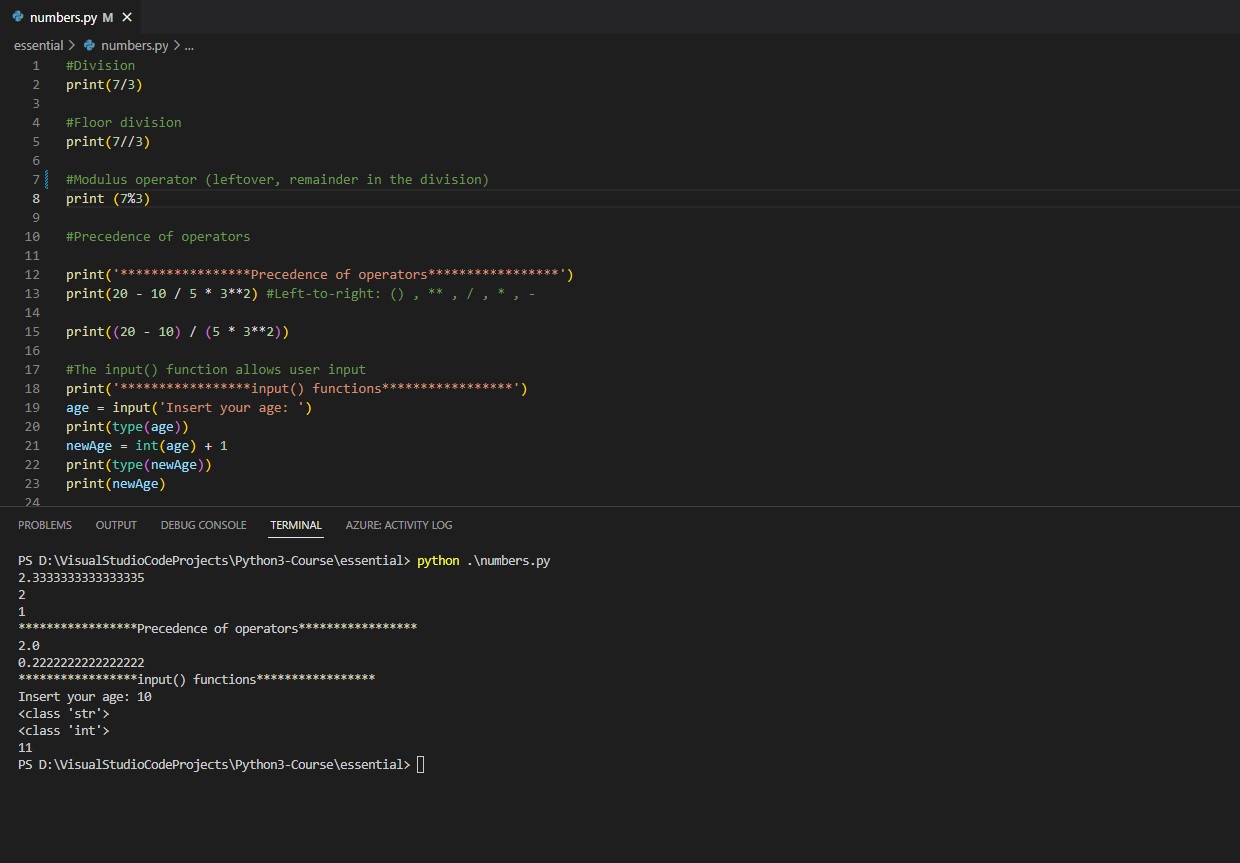 numbers.py M ×
essential > numbers.py > ...
1 #Division
2 print(7/3)
3
4 #Floor division
5 print(7//3)
6
7 #Modulus operator (leftover, remainder in the division)
8 print (7%3)
9
10 #Precedence of operators
11
12 print('*****************Precedence of operators*****************')
13 print(20 - 10 / 5 * 3**2) #Left-to-right: () , ** , / , * , -
14
15 print((20 - 10) / (5 * 3**2))
16
17 #The input() function allows user input
18 print('*****************input() functions*****************')
19 age = input('Insert your age: ')
20 print(type(age))
21 newAge = int(age) + 1
22 print(type(newAge))
23 print(newAge)
24
PROBLEMS OUTPUT DEBUG CONSOLE TERMINAL AZURE: ACTIVITY LOG
PS D:\VisualStudioCodeProjects\Python3-Course\essential> python .\numbers.py
2.3333333333333335
2
1
*****************Precedence of operators*****************
2.0
0.2222222222222222
*****************input() functions*****************
Insert your age: 10
<class 'str'>
<class 'int'>
11
PS D:\VisualStudioCodeProjects\Python3-Course\essential>